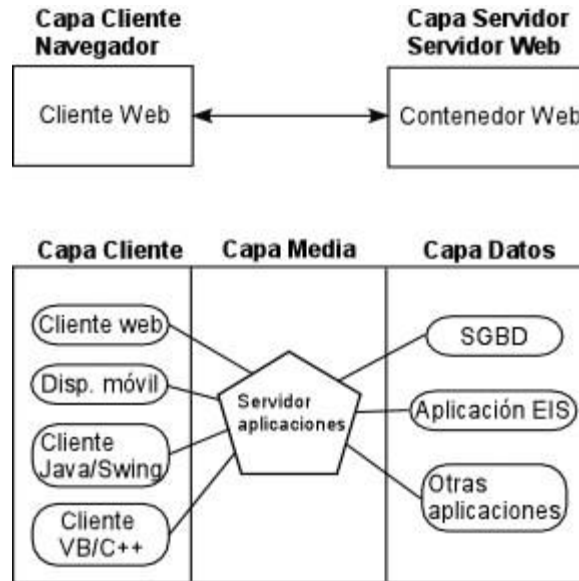 Capa Cliente
Navegador
Capa Servidor
Servidor Web
Cliente Web
Contenedor Web
Capa Cliente
Capa Media
Capa Datos
Cliente web
Disp. móvil
Cliente
Java/Swing
Cliente
VB/C++
Servidor
aplicaciones
SGBD
Aplicación EIS
Otras
aplicaciones